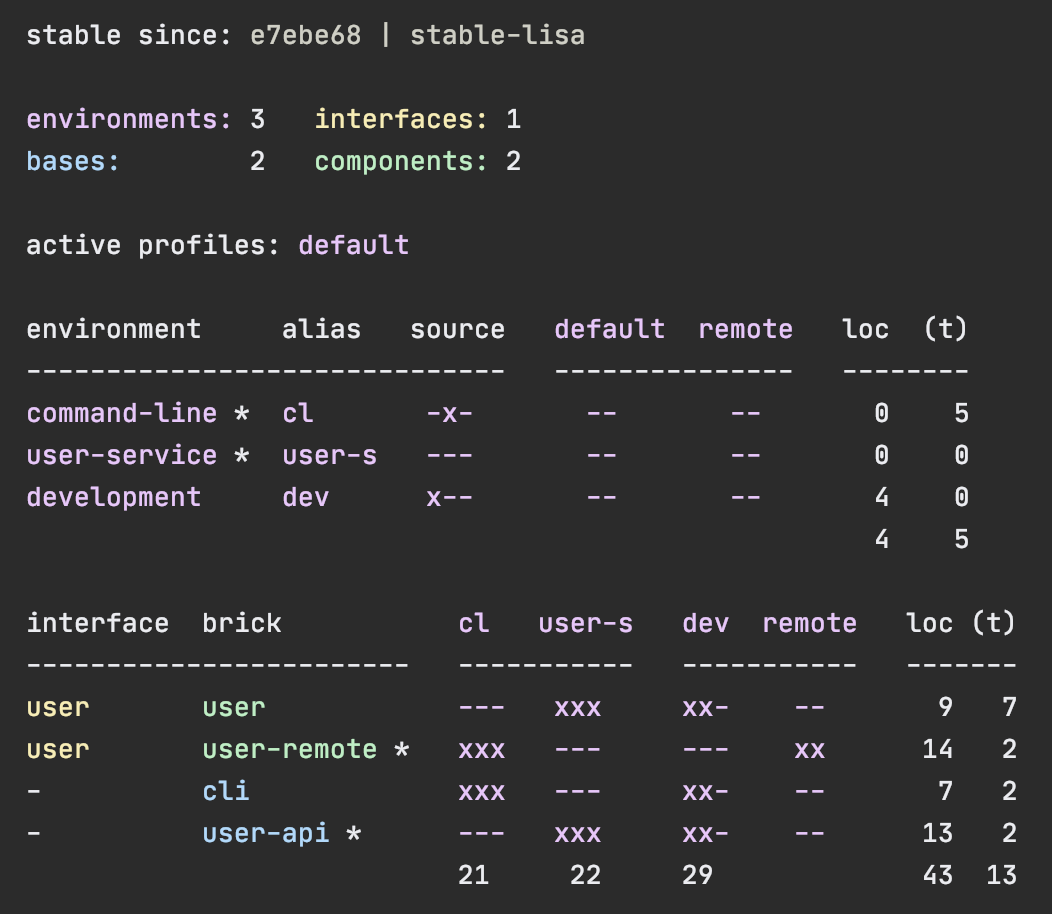 stable since: e7ebe68 | stable-lisa
environments: 3   interfaces: 1
bases:        2   components: 2
active profiles: default
environment     alias   source   default  remote   loc  (t)
------------------------------   ---------------   --------
command-line *  cl       -x-       --       --       0    5
user-service *  user-s   ---       --       --       0    0
development     dev      x--       --       --       4    0
                                                     4    5
interface  brick           cl   user-s   dev  remote   loc (t)
------------------------   -----------   -----------   -------
user       user            ---   xxx     xx-    --       9   7
user       user-remote *   xxx   ---     ---    xx      14   2
-          cli             xxx   ---     xx-    --       7   2
-          user-api *      ---   xxx     xx-    --      13   2
                           21     22     29             43  13